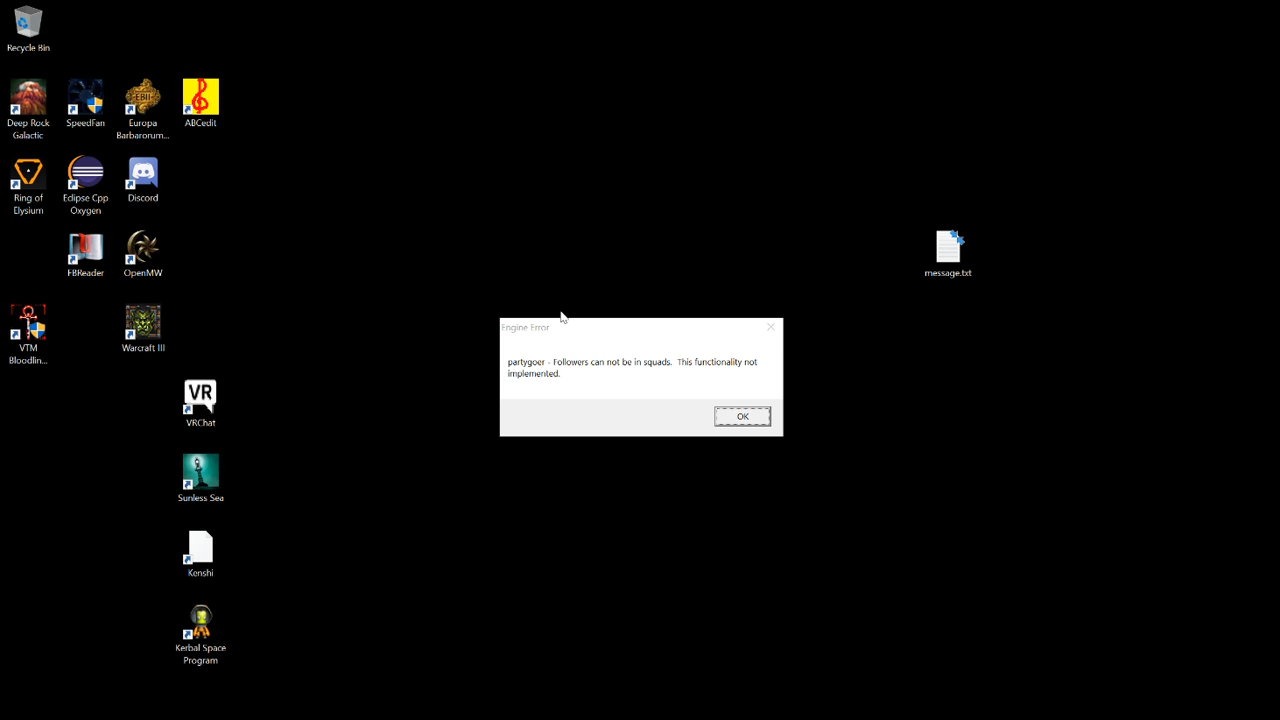 Recycle Bin
Deep Rock
Galactic
SpeedFan
Europa
Barbarorum...
ABCedit
Ring of
Elysium
Eclipse Cpp
Oxygen
Discord
FBReader
OpenMW
message.txt
VTM
Bloodlin...
Warcraft III
Engine Error
partygoer - Followers can not be in squads.  This functionality not
implemented.
OK
VR
VRChat
Sunless Sea
Kenshi
Kerbal Space
Program
EBII